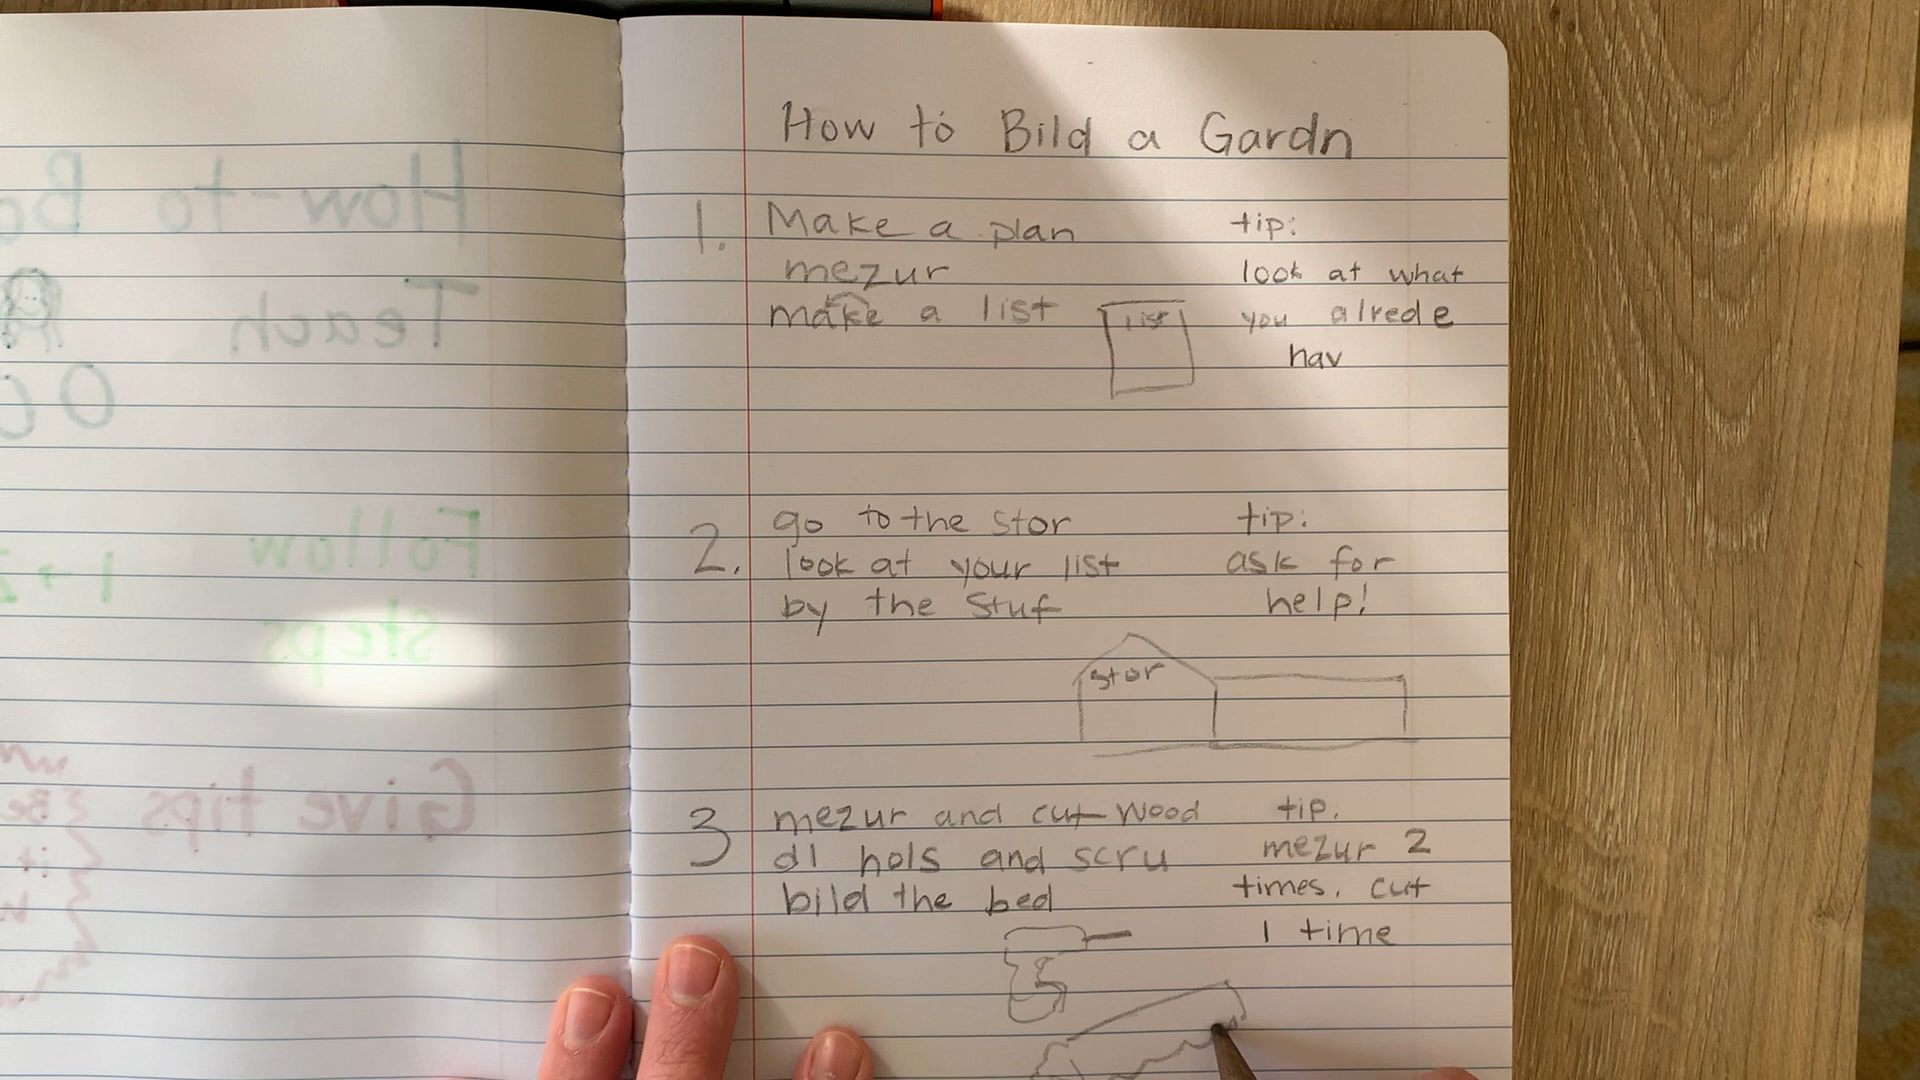 How to Bild a Gardn
1. Make a plan
mezur
make a list
list
tip:
look at what
you alrede
hav
2. go to the stor
look at your list
by the stuf
tip:
ask for
help!
stor
3 mezur and cut wood
dl hols and scru
bild the bed
tip.
mezur 2
times. cut
1 time
How-to Bo
Teach
Follow
steps
Give tips